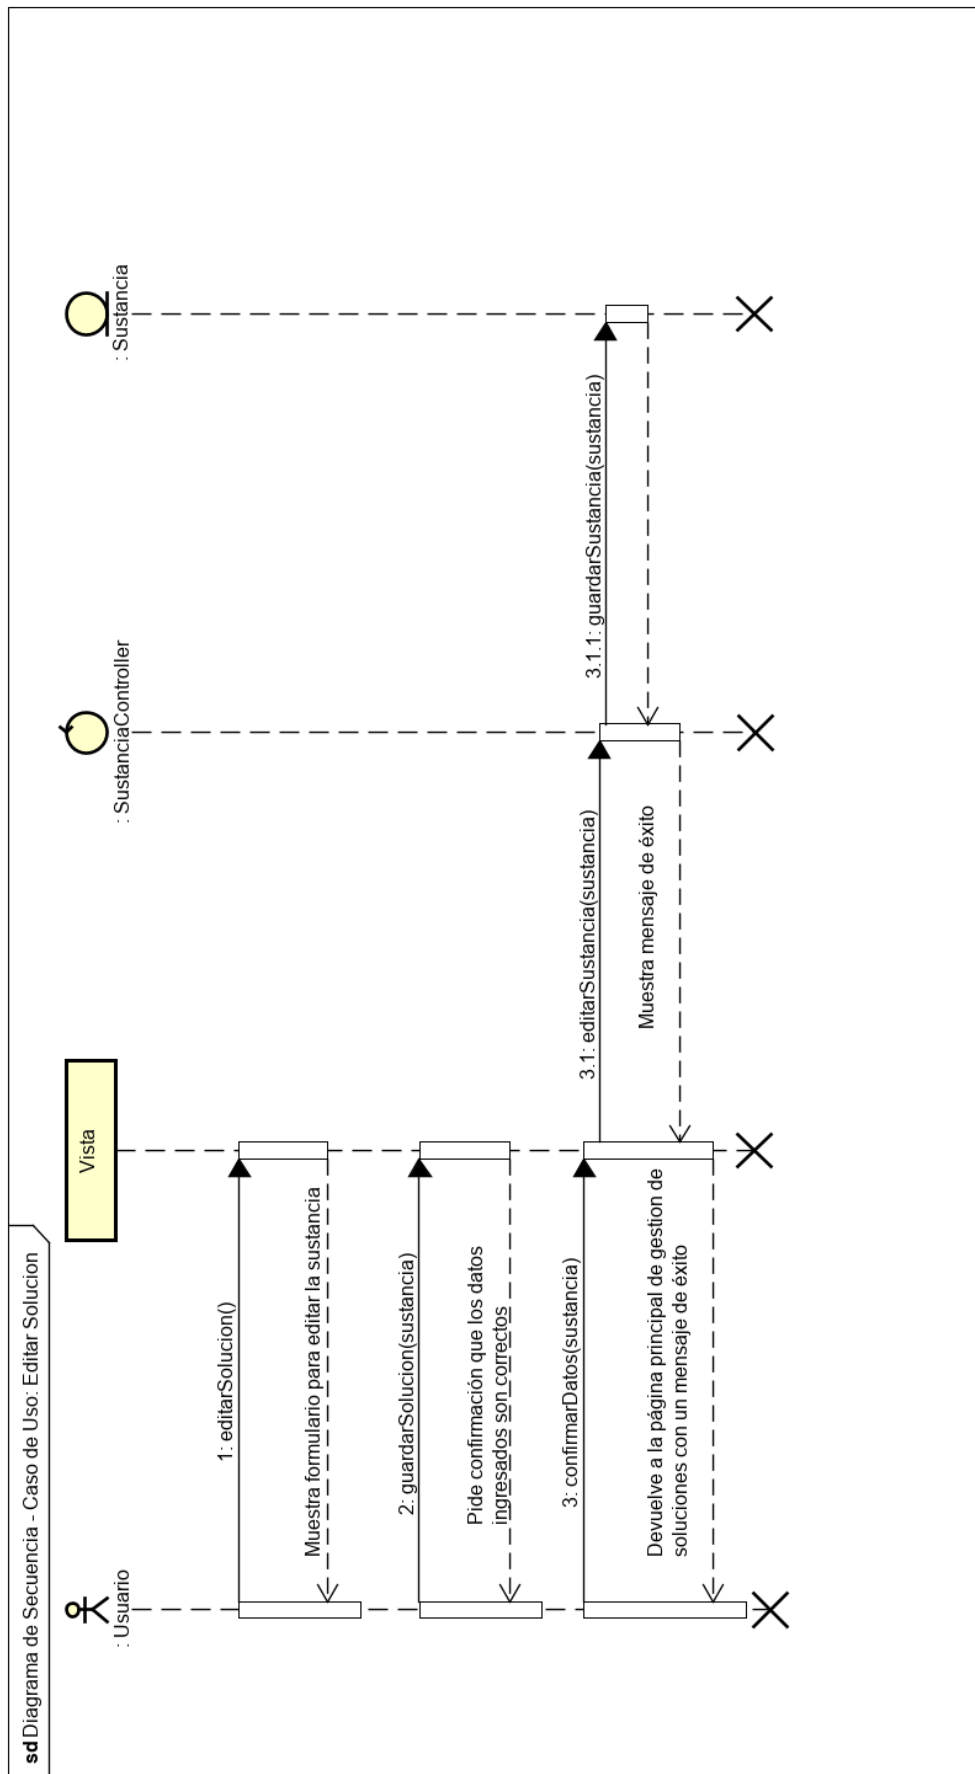 sd Diagrama de Secuencia - Caso de Uso: Editar Solucion
: Usuario
Vista
: SustanciaController
: Sustancia
1: editarSolucion()
Muestra formulario para editar la sustancia
2: guardarSolucion(sustancia)
Pide confirmación que los datos
ingresados son correctos
3: confirmarDatos(sustancia)
3.1: editarSustancia(sustancia)
3.1.1: guardarSustancia(sustancia)
Muestra mensaje de éxito
Devuelve a la página principal de gestion de
soluciones con un mensaje de éxito